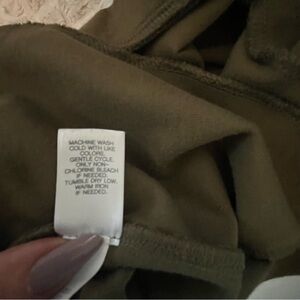 MACHINE WASH
COLD WITH LIKE
COLORS,
GENTLE CYCLE.
ONLY NON-
CHLORINE BLEACH
IF NEEDED.
TUMBLE DRY LOW,
WARM IRON
IF NEEDED.